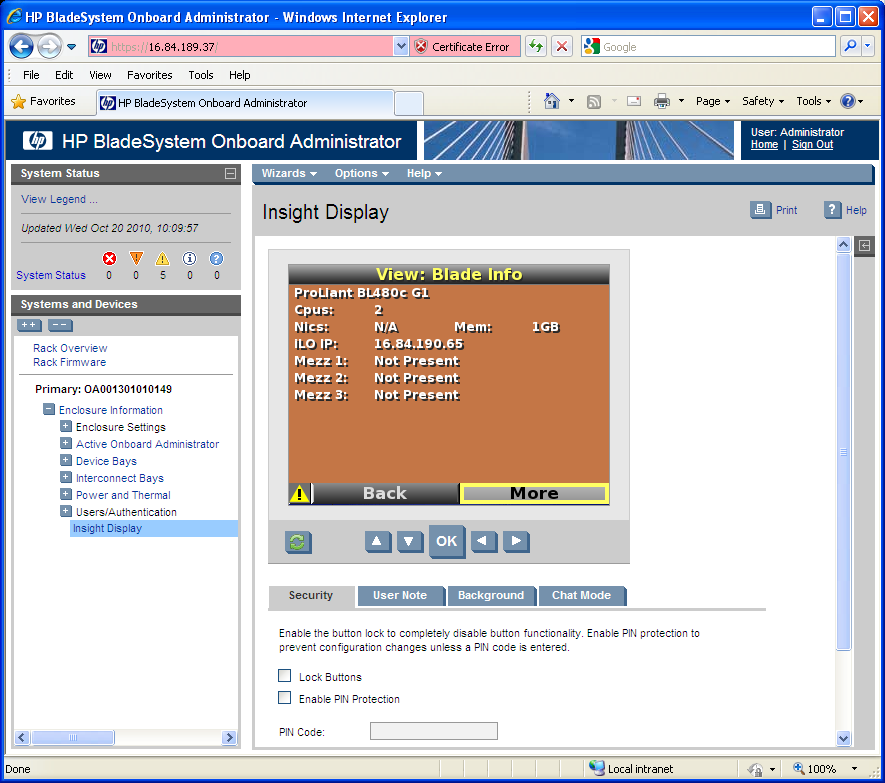 HP BladeSystem Onboard Administrator - Windows Internet Explorer
https://16.84.189.37/ Certificate Error Google
File Edit View Favorites Tools Help
Favorites HP BladeSystem Onboard Administrator Page Safety Tools
hp HP BladeSystem Onboard Administrator
User: Administrator
Home | Sign Out
System Status
View Legend ...
Updated Wed Oct 20 2010, 10:09:57
System Status 0 0 5 0 0
Systems and Devices
Rack Overview
Rack Firmware
Primary: OA001301010149
Enclosure Information
Enclosure Settings
Active Onboard Administrator
Device Bays
Interconnect Bays
Power and Thermal
Users/Authentication
Insight Display
Wizards Options Help
Insight Display Print Help
View: Blade Info
ProLiant BL480c G1
Cpus: 2
Nics: N/A Mem: 1GB
iLO IP: 16.84.190.65
Mezz 1: Not Present
Mezz 2: Not Present
Mezz 3: Not Present
Back More
OK
Security User Note Background Chat Mode
Enable the button lock to completely disable button functionality. Enable PIN protection to
prevent configuration changes unless a PIN code is entered.
Lock Buttons
Enable PIN Protection
PIN Code:
Done Local intranet 100%